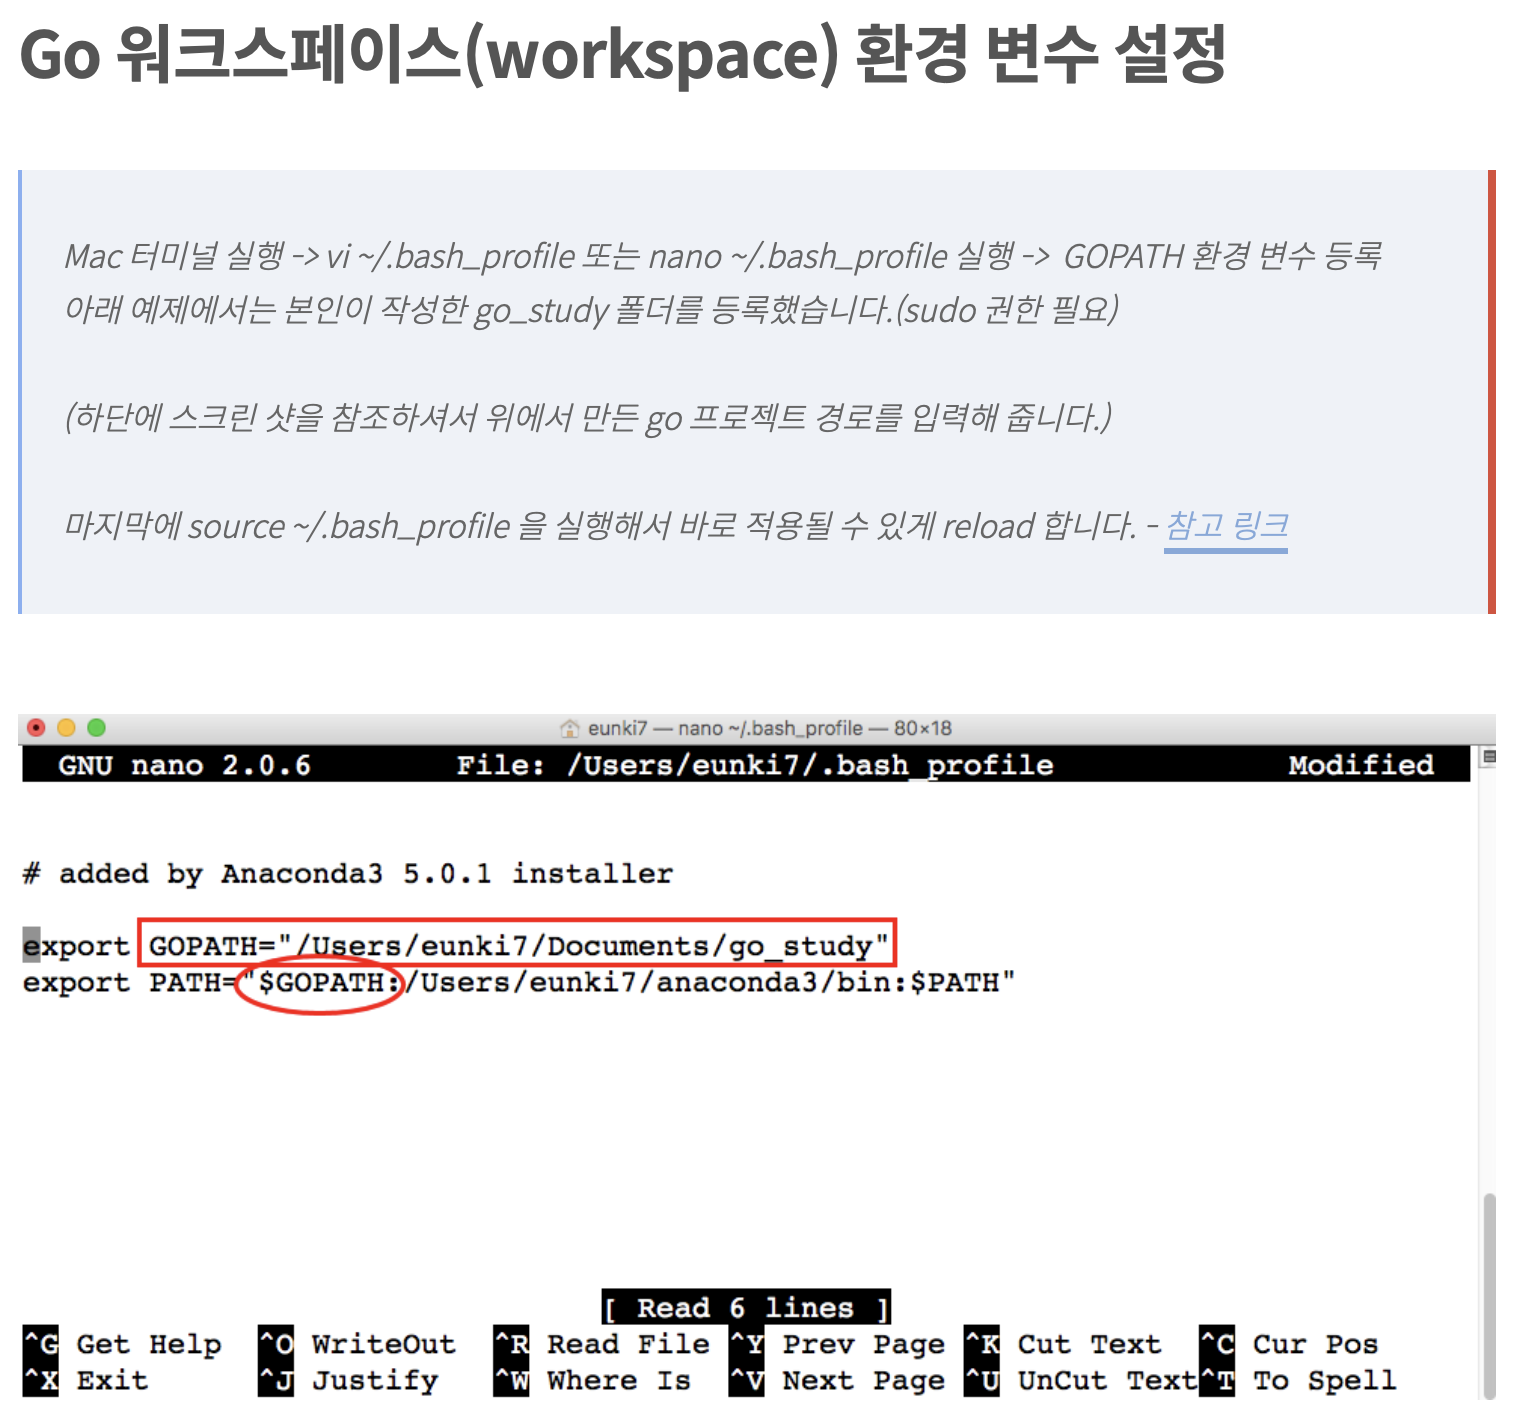 Go 워크스페이스(workspace) 환경 변수 설정
Mac 터미널 실행 -> vi ~/.bash_profile 또는 nano ~/.bash_profile 실행 -> GOPATH 환경 변수 등록
아래 예제에서는 본인이 작성한 go_study 폴더를 등록했습니다.(sudo 권한 필요)
(하단에 스크린 샷을 참조하셔서 위에서 만든 go 프로젝트 경로를 입력해 줍니다.)
마지막에 source ~/.bash_profile 을 실행해서 바로 적용될 수 있게 reload 합니다. - 참고 링크
eunki7 — nano ~/.bash_profile — 80×18
GNU nano 2.0.6 File: /Users/eunki7/.bash_profile Modified
# added by Anaconda3 5.0.1 installer
export GOPATH="/Users/eunki7/Documents/go_study"
export PATH="$GOPATH:/Users/eunki7/anaconda3/bin:$PATH"
[ Read 6 lines ]
^G Get Help ^O WriteOut ^R Read File ^Y Prev Page ^K Cut Text ^C Cur Pos
^X Exit ^J Justify ^W Where Is ^V Next Page ^U UnCut Text ^T To Spell